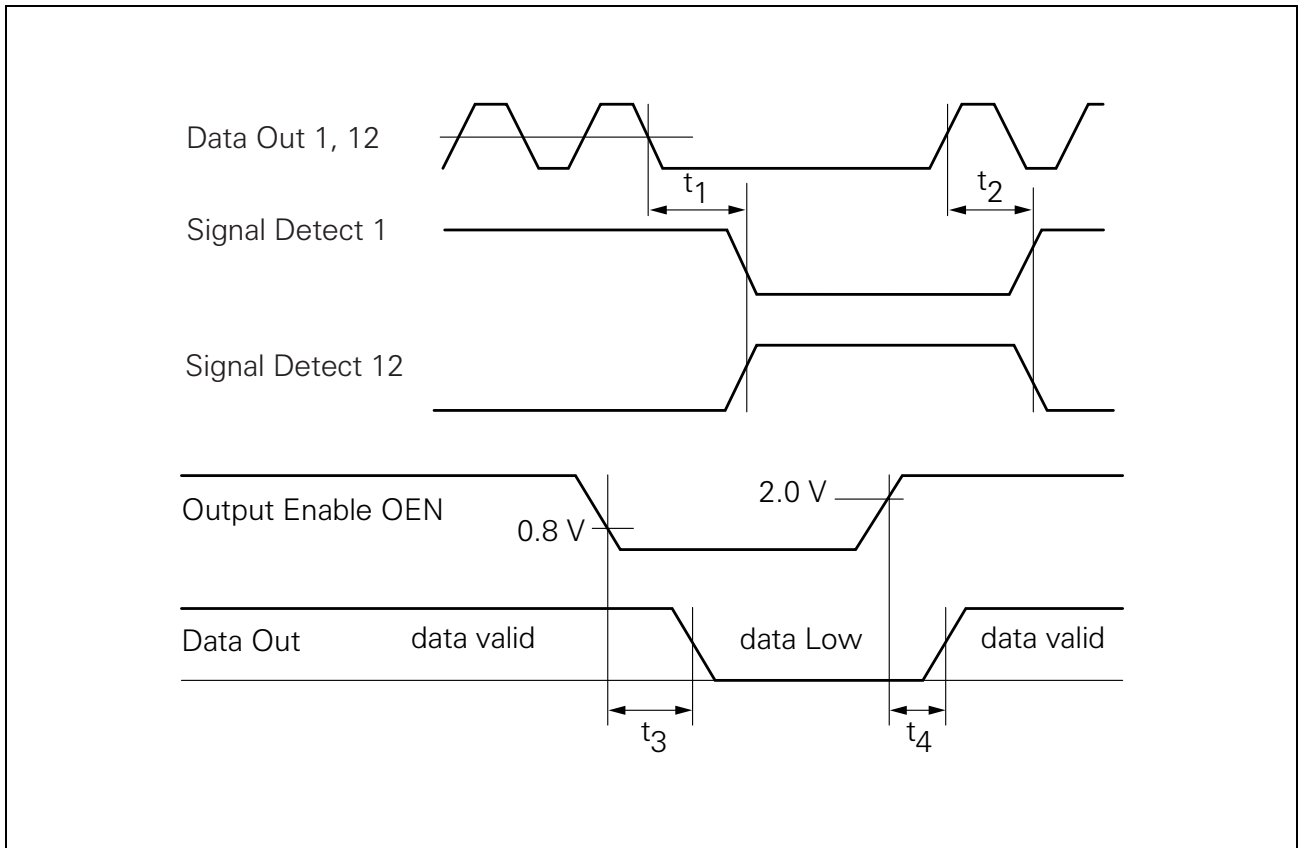 Data Out 1, 12
t1
t2
Signal Detect 1
Signal Detect 12
2.0 V
Output Enable OEN
0.8 V
Data Out
data valid
data Low
data valid
t3
t4